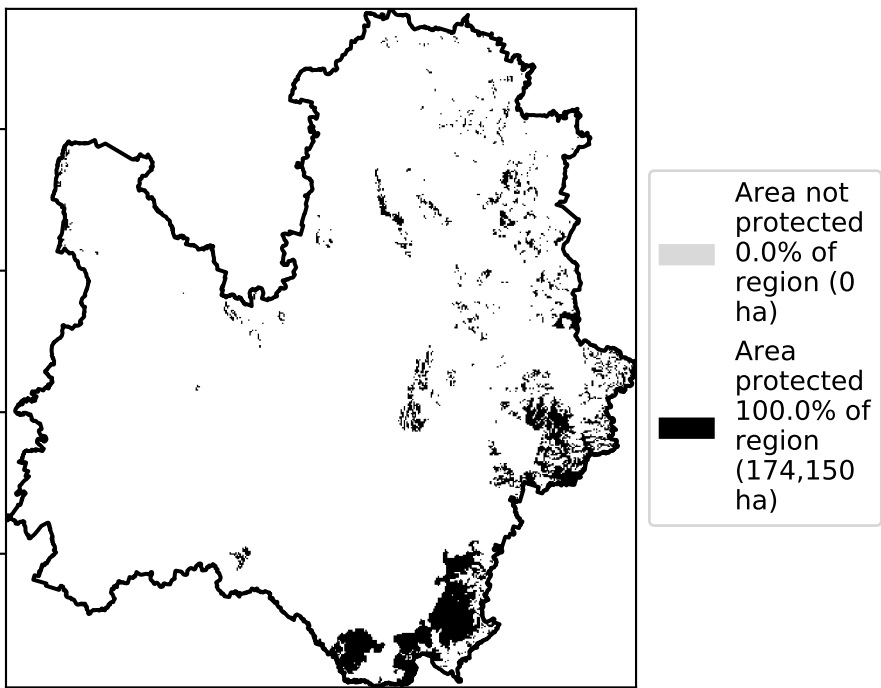 Area not
protected
0.0% of
region (0
ha)
Area
protected
100.0% of
region
(174,150
ha)